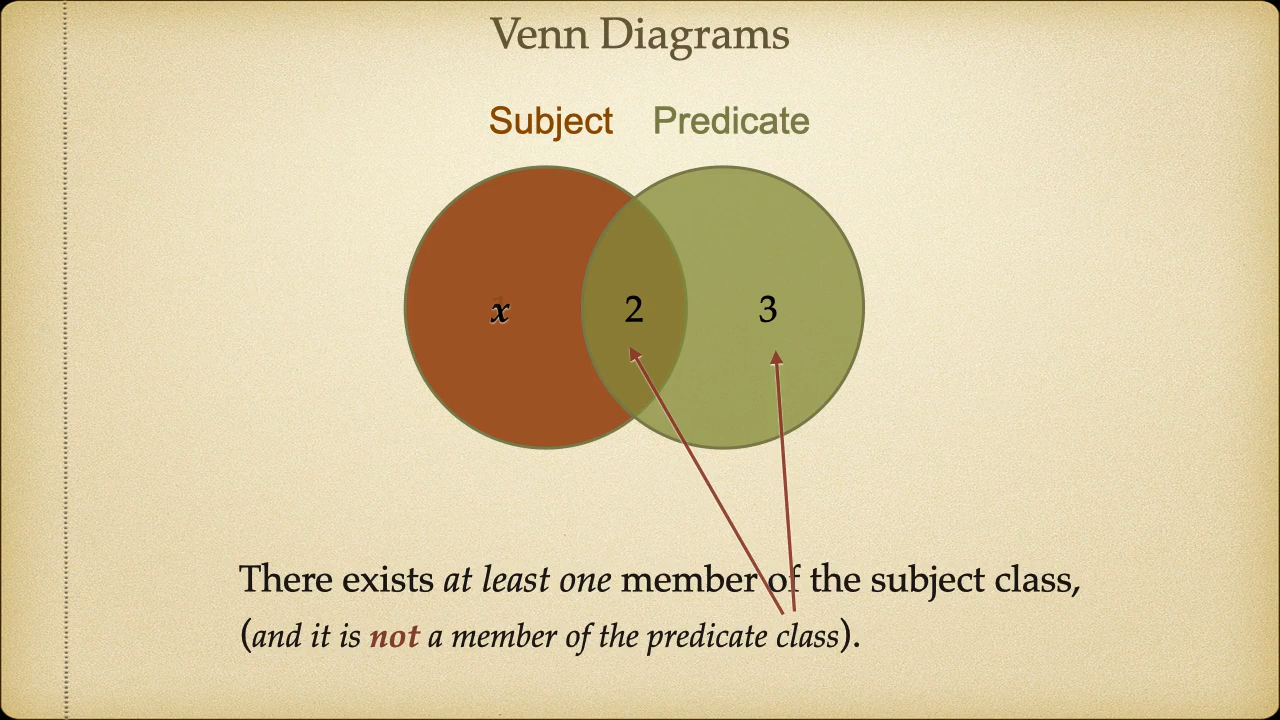 Venn Diagrams
Subject Predicate
x 2 3
There exists at least one member of the subject class,
(and it is not a member of the predicate class).